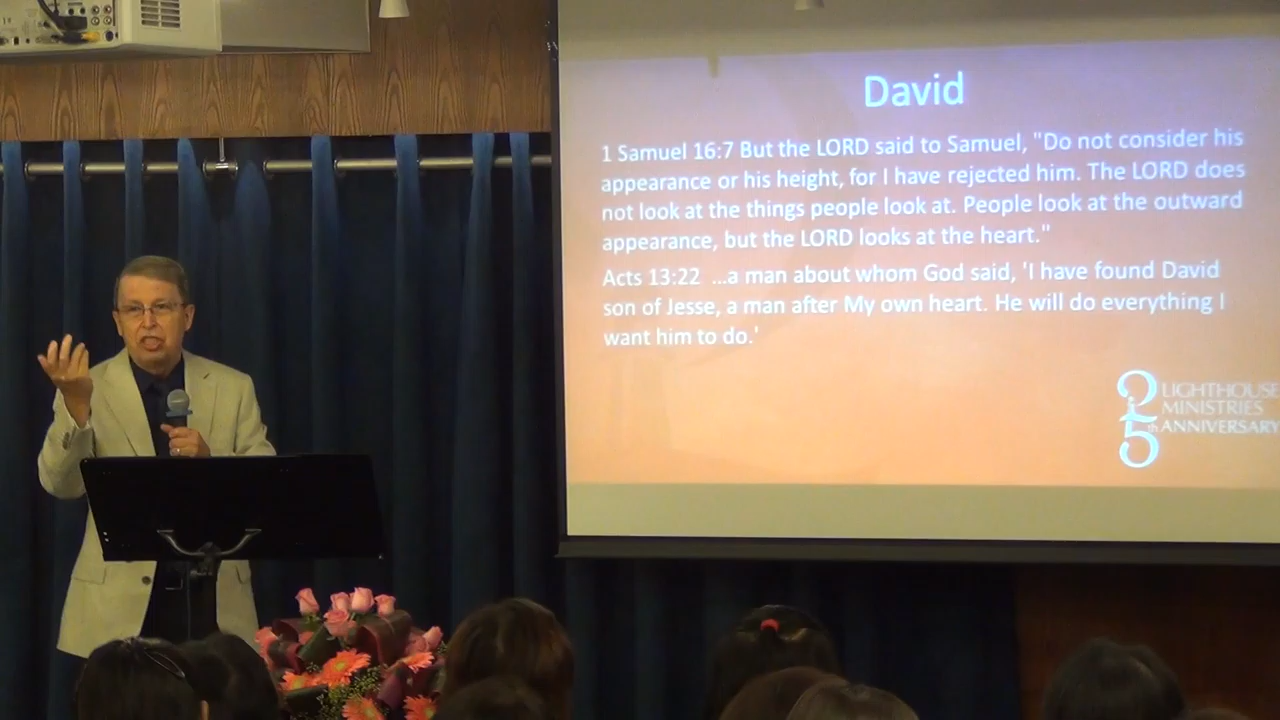 David
1 Samuel 16:7 But the LORD said to Samuel, "Do not consider his
appearance or his height, for I have rejected him. The LORD does
not look at the things people look at. People look at the outward
appearance, but the LORD looks at the heart."
Acts 13:22 ...a man about whom God said, 'I have found David
son of Jesse, a man after My own heart. He will do everything I
want him to do.'
25th
LIGHTHOUSE
MINISTRIES
ANNIVERSARY